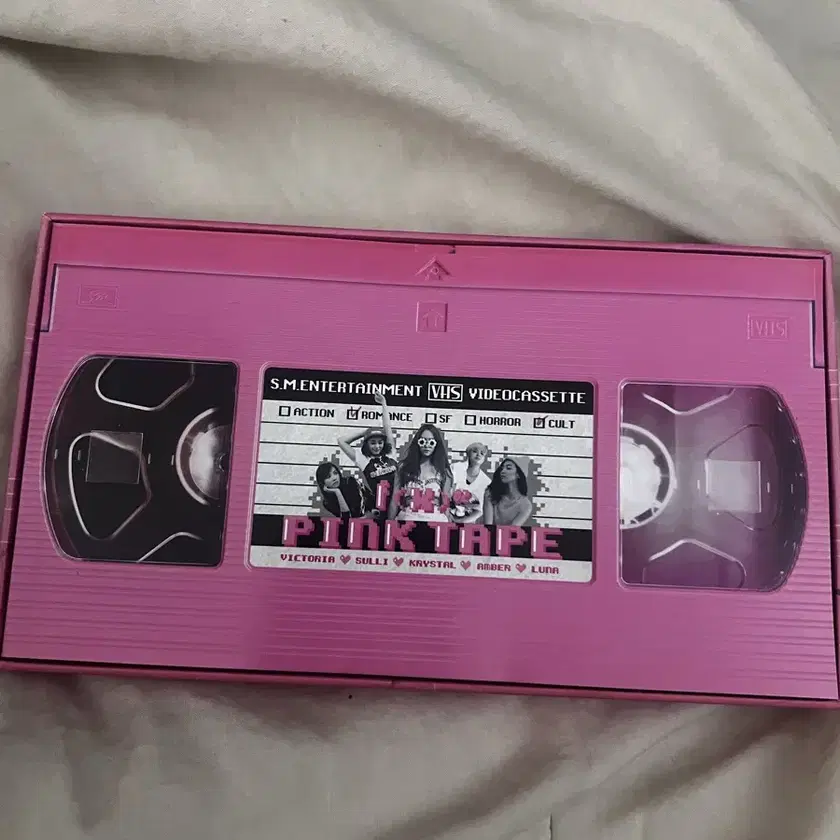 VHS
S.M.ENTERTAINMENT VHS VIDEOCASSETTE
ACTION ROMANCE SF HORROR CULT
f(x)
PINK TAPE
VICTORIA ♥ SULLI ♥ KRYSTAL ♥ AMBER ♥ LUNA